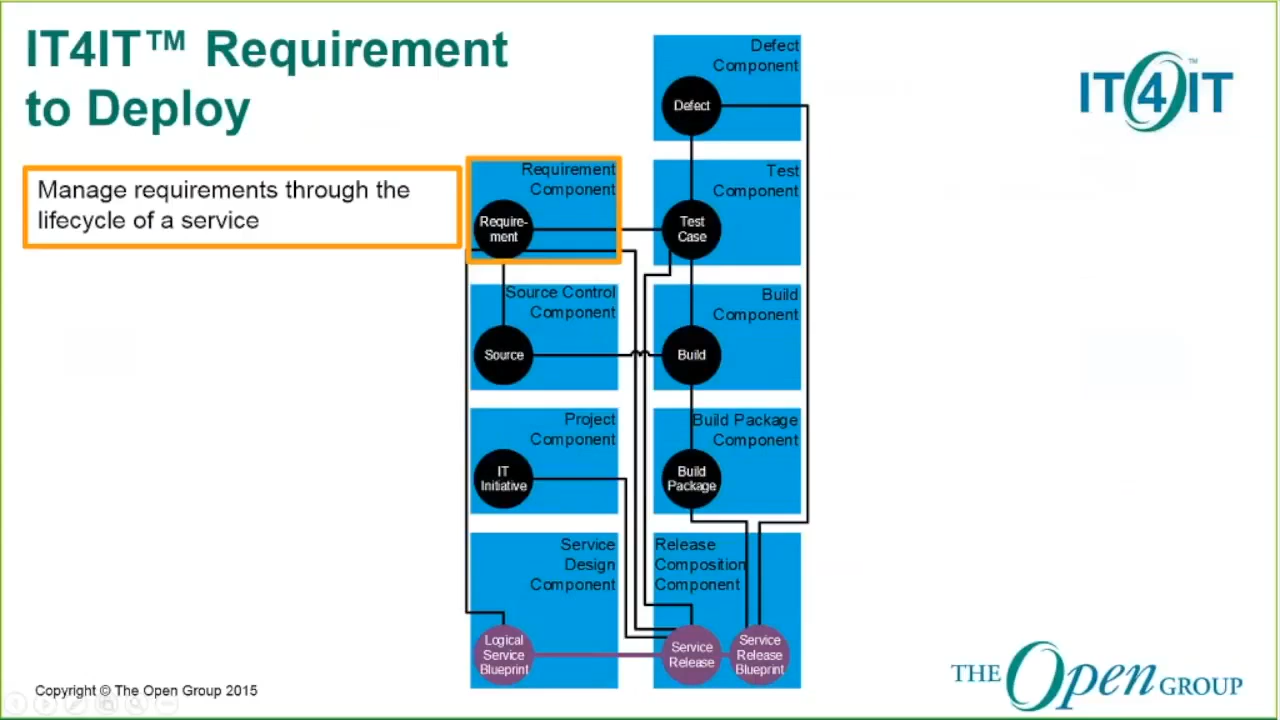 IT4IT™ Requirement
to Deploy
IT4IT™
Manage requirements through the
lifecycle of a service
Defect
Component
Defect
Requirement
Component
Require-
ment
Test
Component
Test
Case
Source Control
Component
Source
Build
Component
Build
Project
Component
IT
Initiative
Build Package
Component
Build
Package
Service
Design
Component
Logical
Service
Blueprint
Release
Composition
Component
Service
Release
Service
Release
Blueprint
Copyright © The Open Group 2015
THE Open GROUP